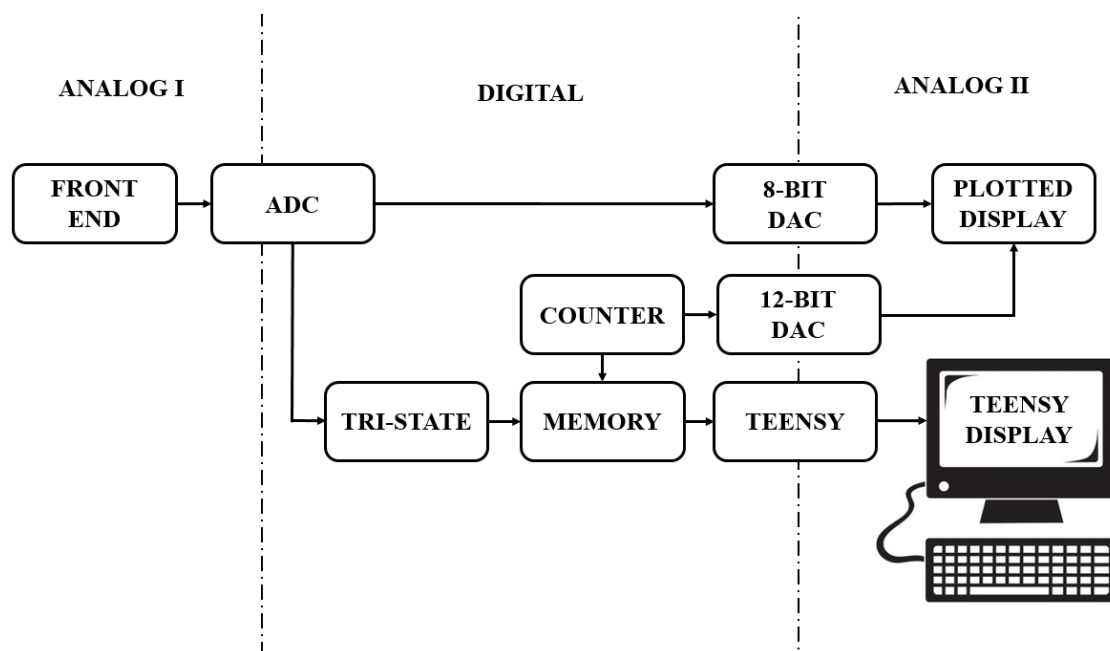 ANALOG I
DIGITAL
ANALOG II
FRONT
END
ADC
8-BIT
DAC
PLOTTED
DISPLAY
COUNTER
12-BIT
DAC
TRI-STATE
MEMORY
TEENSY
TEENSY
DISPLAY